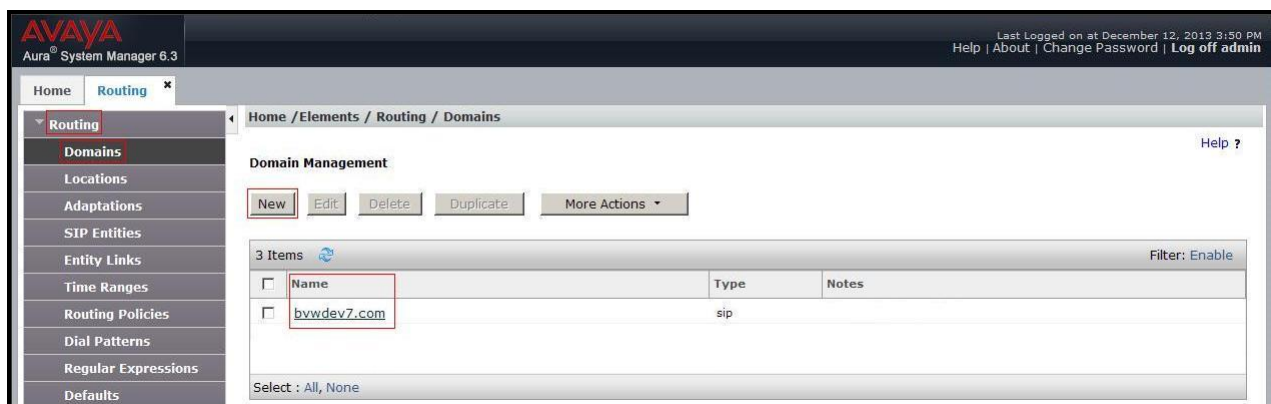 AVAYA
Aura® System Manager 6.3
Last Logged on at December 12, 2013 3:50 PM
Help | About | Change Password | Log off admin
Home
Routing ×
Routing
Domains
Locations
Adaptations
SIP Entities
Entity Links
Time Ranges
Routing Policies
Dial Patterns
Regular Expressions
Defaults
Home /Elements / Routing / Domains
Help ?
Domain Management
New Edit Delete Duplicate More Actions
3 Items Filter: Enable
Name Type Notes
bvwdev7.com sip
Select : All, None